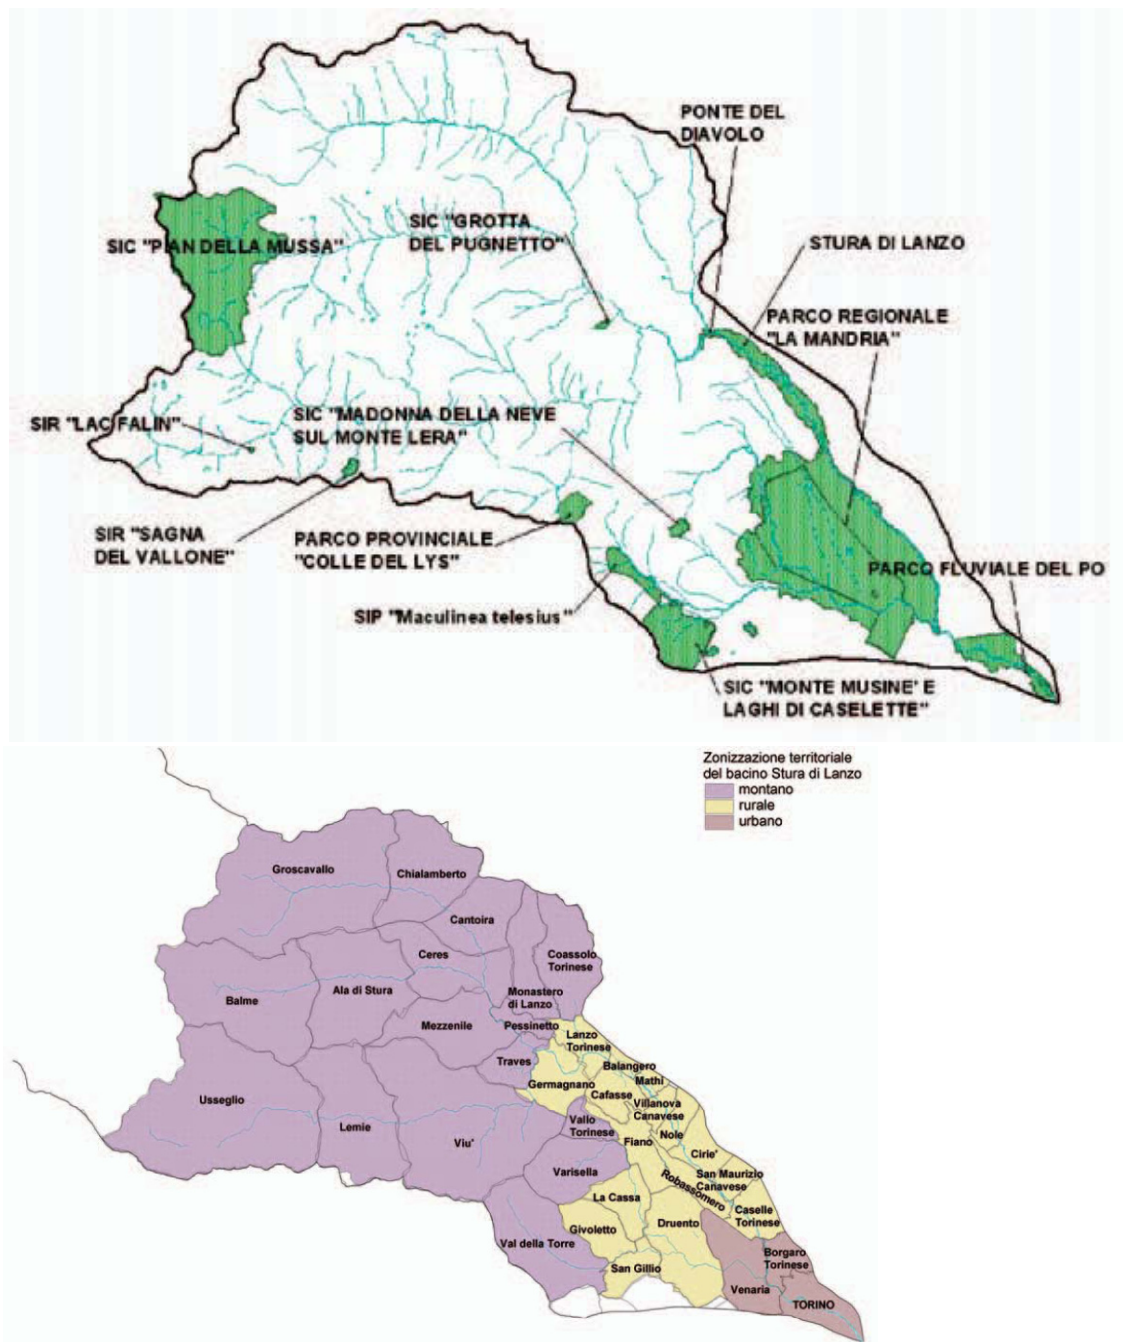 PONTE DEL
DIAVOLO
SIC "GROTTA
DEL PUGNETTO"
STURA DI LANZO
SIC "PIAN DELLA MUSSA"
PARCO REGIONALE
"LA MANDRIA"
SIC "MADONNA DELLA NEVE
SUL MONTE LERA"
SIR "LAC FALIN"
SIR "SAGNA
DEL VALLONE"
PARCO PROVINCIALE
"COLLE DEL LYS"
PARCO FLUVIALE DEL PO
SIP "Maculinea telesius"
SIC "MONTE MUSINE' E
LAGHI DI CASELETTE"
Zonizzazione territoriale
del bacino Stura di Lanzo
montano
rurale
urbano
Groscavallo
Chialamberto
Cantoira
Ceres
Coassolo
Torinese
Balme
Ala di Stura
Monastero
di Lanzo
Mezzenile
Pessinetto
Lanzo
Torinese
Traves
Balangero
Mathi
Germagnano
Cafasse
Villanova
Canavese
Usseglio
Lemie
Viu'
Vallo
Torinese
Fiano
Nole
Cirie'
Varisella
San Maurizio
Canavese
Robassomero
La Cassa
Caselle
Torinese
Druento
Givoletto
Val della Torre
San Gillio
Borgaro
Torinese
Venaria
TORINO